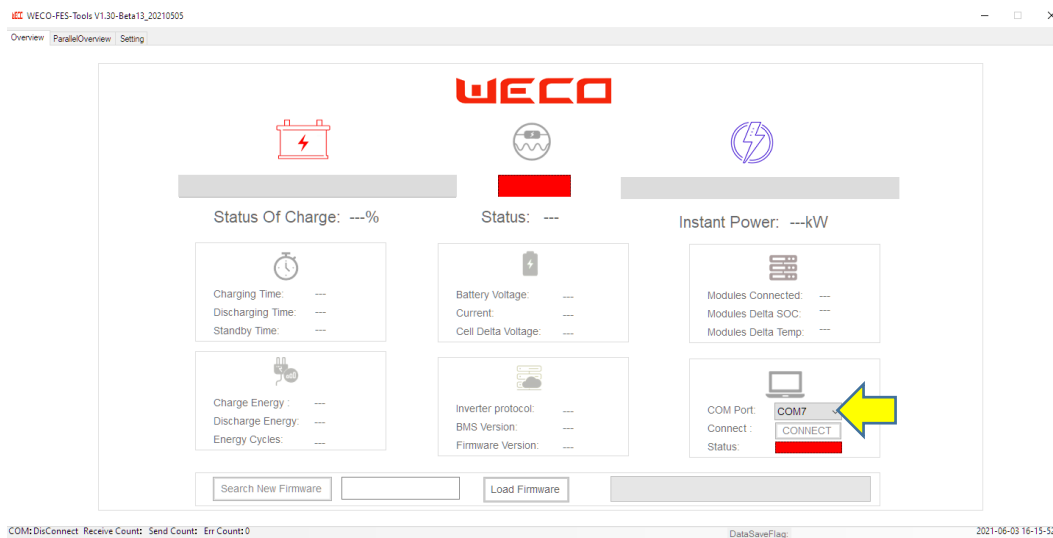 WECO WECO-FES-Tools V1.30-Beta13_20210505
Overview ParallelOverview Setting
WECO
Status Of Charge: ---%
Status: ---
Instant Power: ---kW
Charging Time: ---
Discharging Time: ---
Standby Time: ---
Battery Voltage: ---
Current: ---
Cell Delta Voltage: ---
Modules Connected: ---
Modules Delta SOC: ---
Modules Delta Temp: ---
Charge Energy : ---
Discharge Energy: ---
Energy Cycles: ---
Inverter protocol: ---
BMS Version: ---
Firmware Version: ---
COM Port: COM7
Connect : CONNECT
Status:
Search New Firmware Load Firmware
COM: DisConnect Receive Count: Send Count: Err Count: 0 DataSaveFlag: 2021-06-03 16-15-52